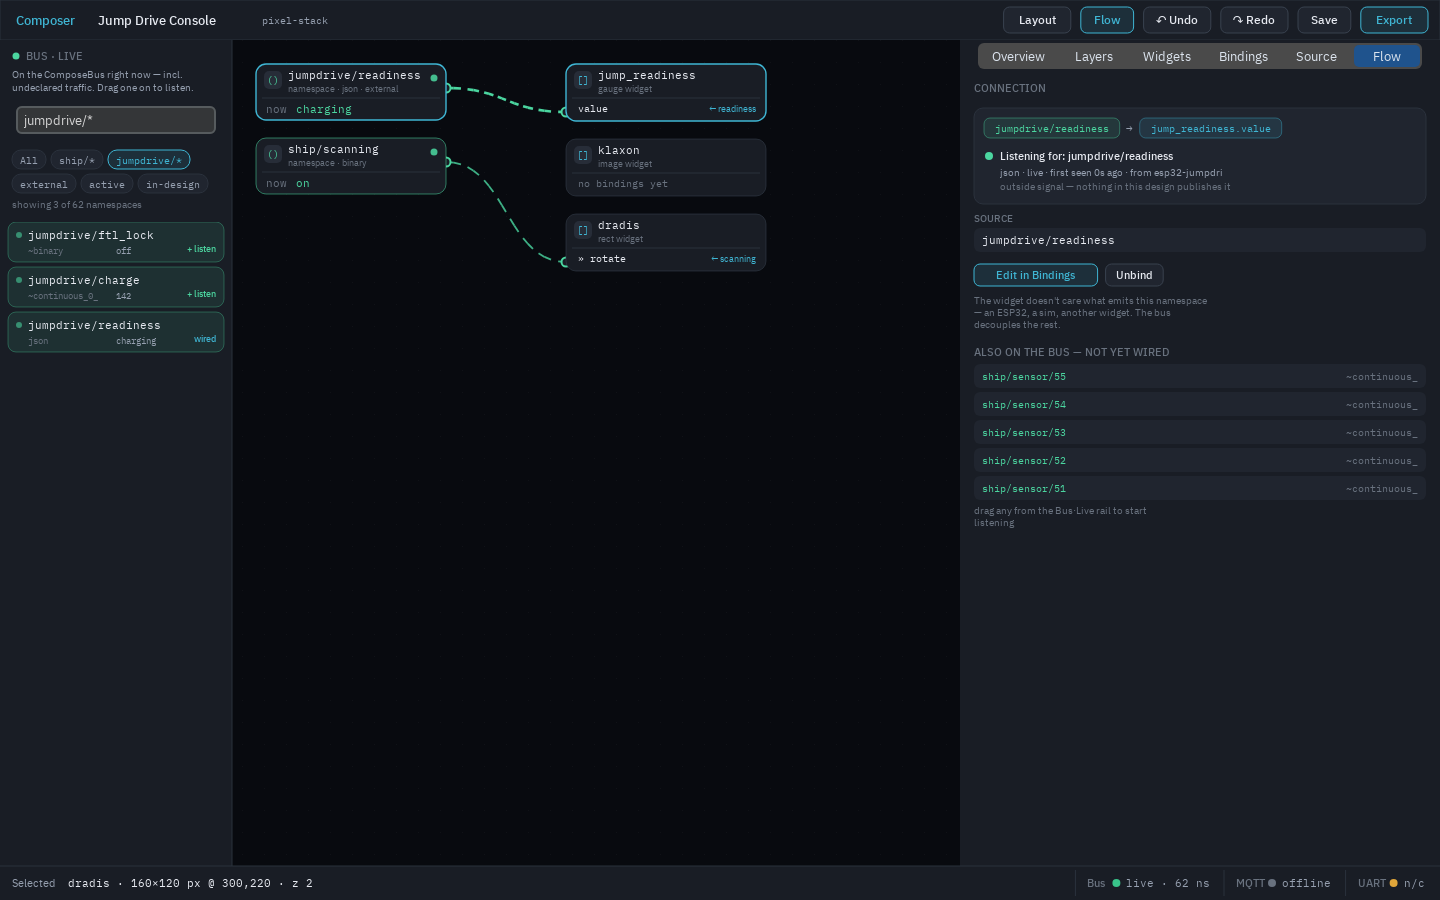 Composer Jump Drive Console pixel-stack Layout Flow ↶ Undo ↷ Redo Save Export
BUS · LIVE
On the ComposeBus right now — incl.
undeclared traffic. Drag one on to listen.
jumpdrive/*
All ship/* jumpdrive/*
external active in-design
showing 3 of 62 namespaces
jumpdrive/ftl_lock
~binary off + listen
jumpdrive/charge
~continuous_0_ 142 + listen
jumpdrive/readiness
json charging wired
() jumpdrive/readiness
namespace · json · external
now charging
() ship/scanning
namespace · binary
now on
[] jump_readiness
gauge widget
value ← readiness
[] klaxon
image widget
no bindings yet
[] dradis
rect widget
» rotate ← scanning
Overview Layers Widgets Bindings Source Flow
CONNECTION
jumpdrive/readiness → jump_readiness.value
Listening for: jumpdrive/readiness
json · live · first seen 0s ago · from esp32-jumpdri
outside signal — nothing in this design publishes it
SOURCE
jumpdrive/readiness
Edit in Bindings Unbind
The widget doesn't care what emits this namespace
— an ESP32, a sim, another widget. The bus
decouples the rest.
ALSO ON THE BUS — NOT YET WIRED
ship/sensor/55 ~continuous_
ship/sensor/54 ~continuous_
ship/sensor/53 ~continuous_
ship/sensor/52 ~continuous_
ship/sensor/51 ~continuous_
drag any from the Bus·Live rail to start
listening
Selected dradis · 160×120 px @ 300,220 · z 2 Bus live · 62 ns MQTT offline UART n/c